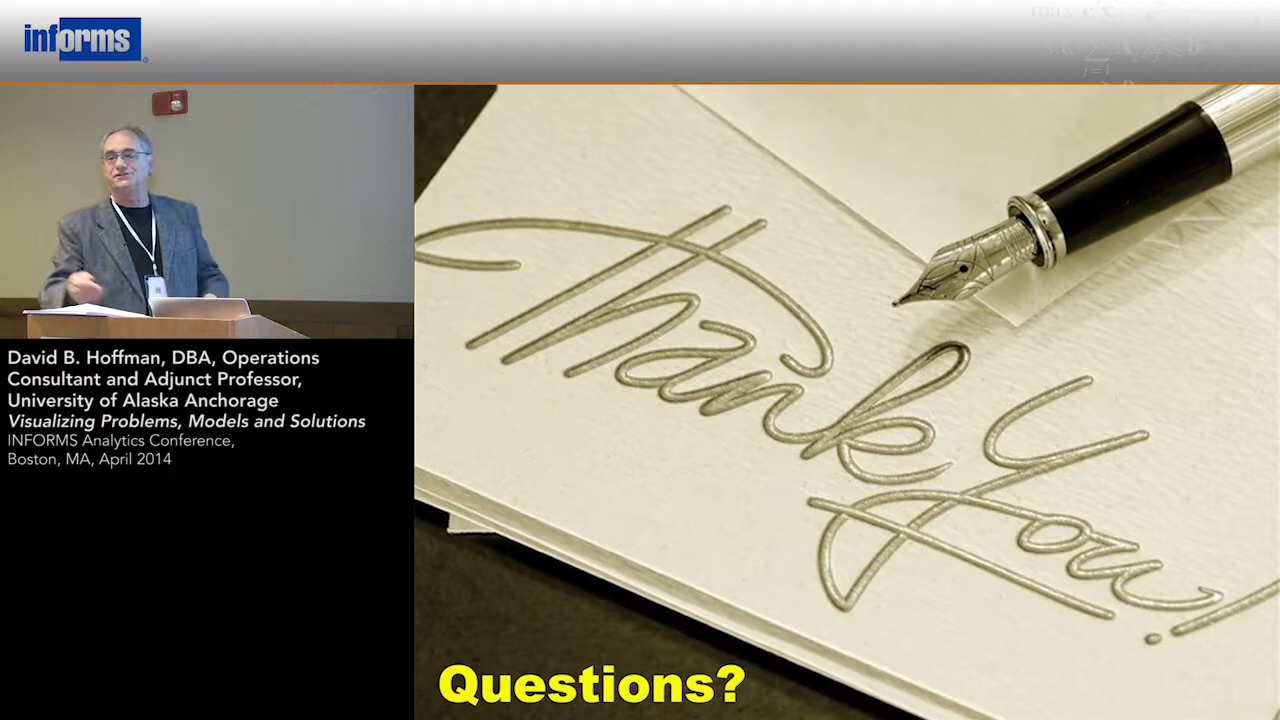 informs
David B. Hoffman, DBA, Operations
Consultant and Adjunct Professor,
University of Alaska Anchorage
Visualizing Problems, Models and Solutions
INFORMS Analytics Conference,
Boston, MA, April 2014
Thank You!
Questions?